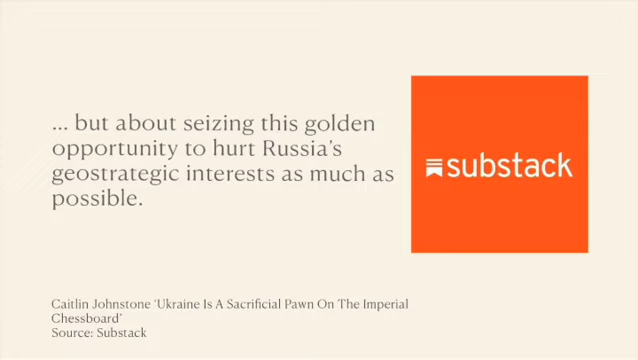 ... but about seizing this golden
opportunity to hurt Russia's
geostrategic interests as much as
possible.
substack
Caitlin Johnstone 'Ukraine Is A Sacrificial Pawn On The Imperial
Chessboard'
Source: Substack